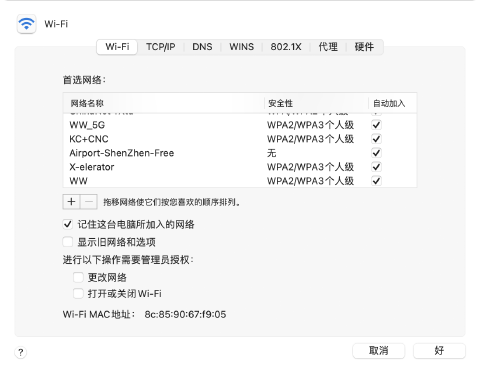 Wi-Fi
Wi-Fi TCP/IP DNS WINS 802.1X 代理 硬件
首选网络：
网络名称 安全性 自动加入
WW_5G WPA2/WPA3个人级
KC+CNC WPA2/WPA3个人级
Airport-ShenZhen-Free 无
X-elerator WPA2/WPA3个人级
WW WPA2/WPA3个人级
+ − 拖移网络使它们按您喜欢的顺序排列。
记住这台电脑所加入的网络
显示旧网络和选项
进行以下操作需要管理员授权：
更改网络
打开或关闭 Wi-Fi
Wi-Fi MAC 地址： 8c:85:90:67:f9:05
? 取消 好